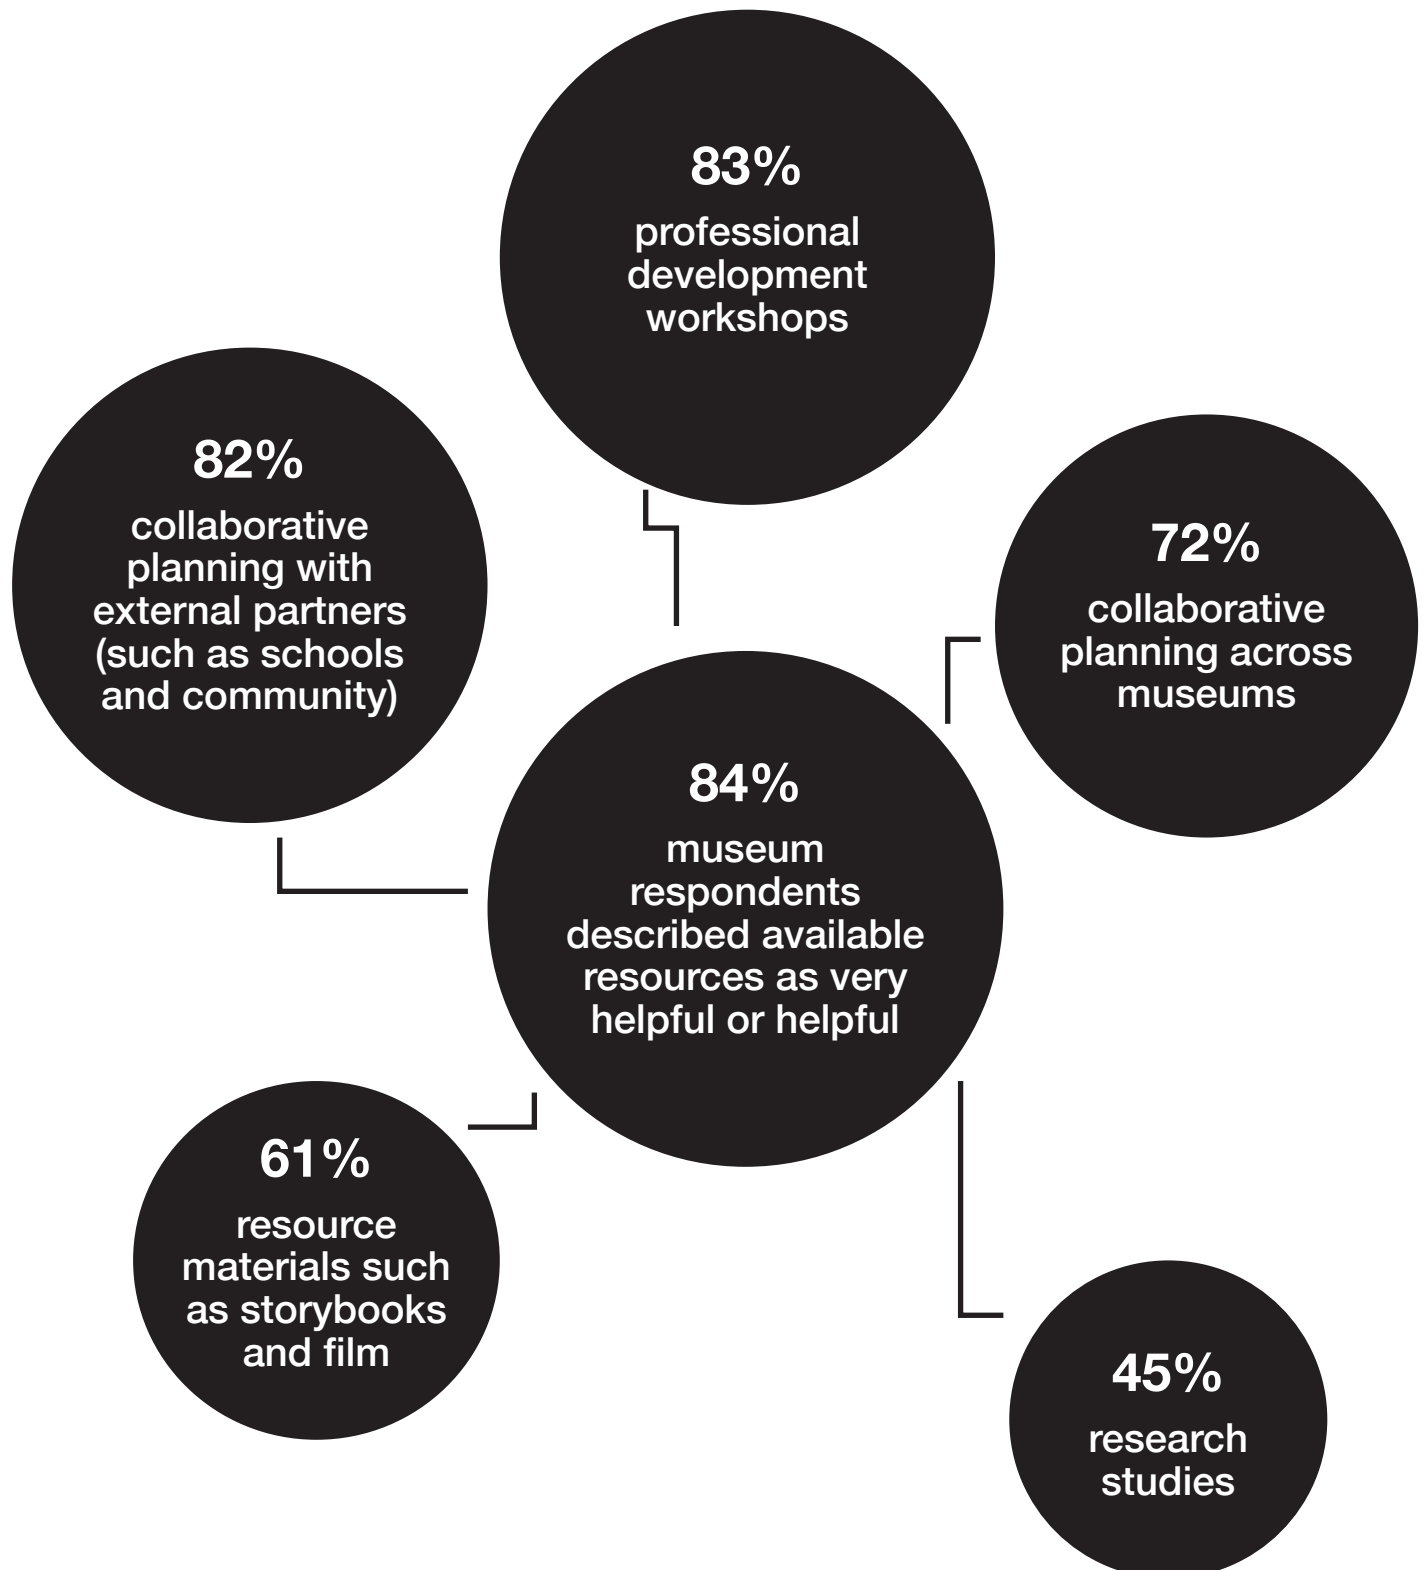 83%
professional
development
workshops
82%
collaborative
planning with
external partners
(such as schools
and community)
72%
collaborative
planning across
museums
84%
museum
respondents
described available
resources as very
helpful or helpful
61%
resource
materials such
as storybooks
and film
45%
research
studies